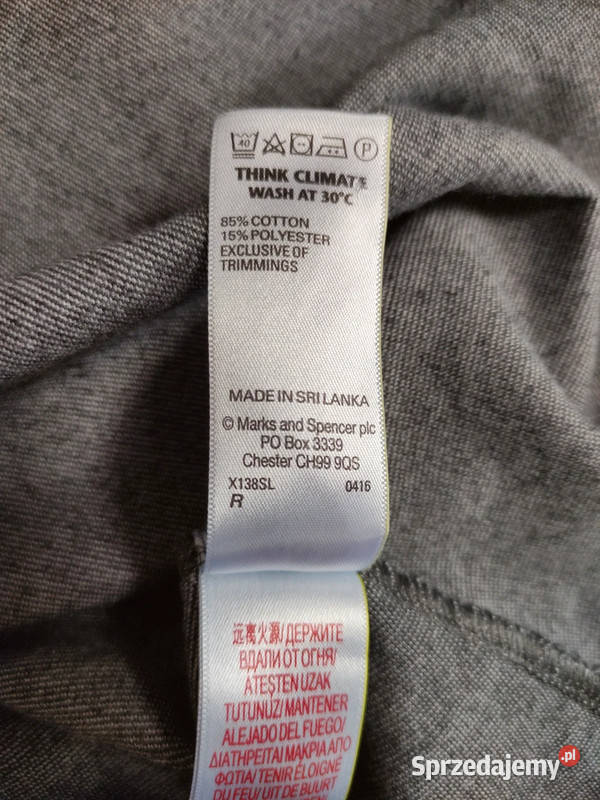 40
P
THINK CLIMATE
WASH AT 30°C
85% COTTON
15% POLYESTER
EXCLUSIVE OF
TRIMMINGS
MADE IN SRI LANKA
© Marks and Spencer plc
PO Box 3339
Chester CH99 9QS
X138SL 0416
R
远离火源/ДЕРЖИТЕ
ВДАЛИ ОТ ОГНЯ/
ATEŞTEN UZAK
TUTUNUZ/MANTENER
ALEJADO DEL FUEGO/
ΔΙΑΤΗΡΕΙΤΑΙ ΜΑΚΡΙΑ ΑΠΟ
ΦΩΤΙΑ/TENIR ÉLOIGNÉ
DU FEU/UIT DE BUURT
Sprzedajemy.pl